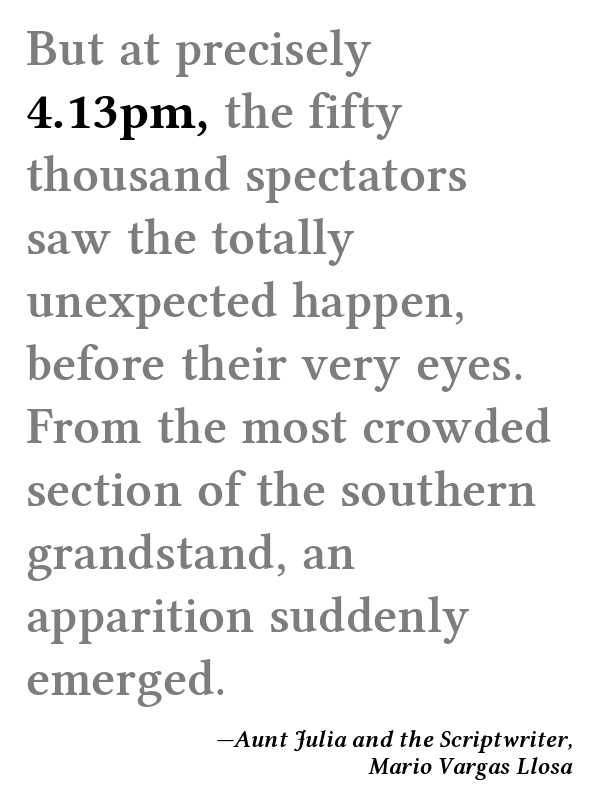 But at precisely
4.13pm, the fifty
thousand spectators
saw the totally
unexpected happen,
before their very eyes.
From the most crowded
section of the southern
grandstand, an
apparition suddenly
emerged.
—Aunt Julia and the Scriptwriter,
Mario Vargas Llosa